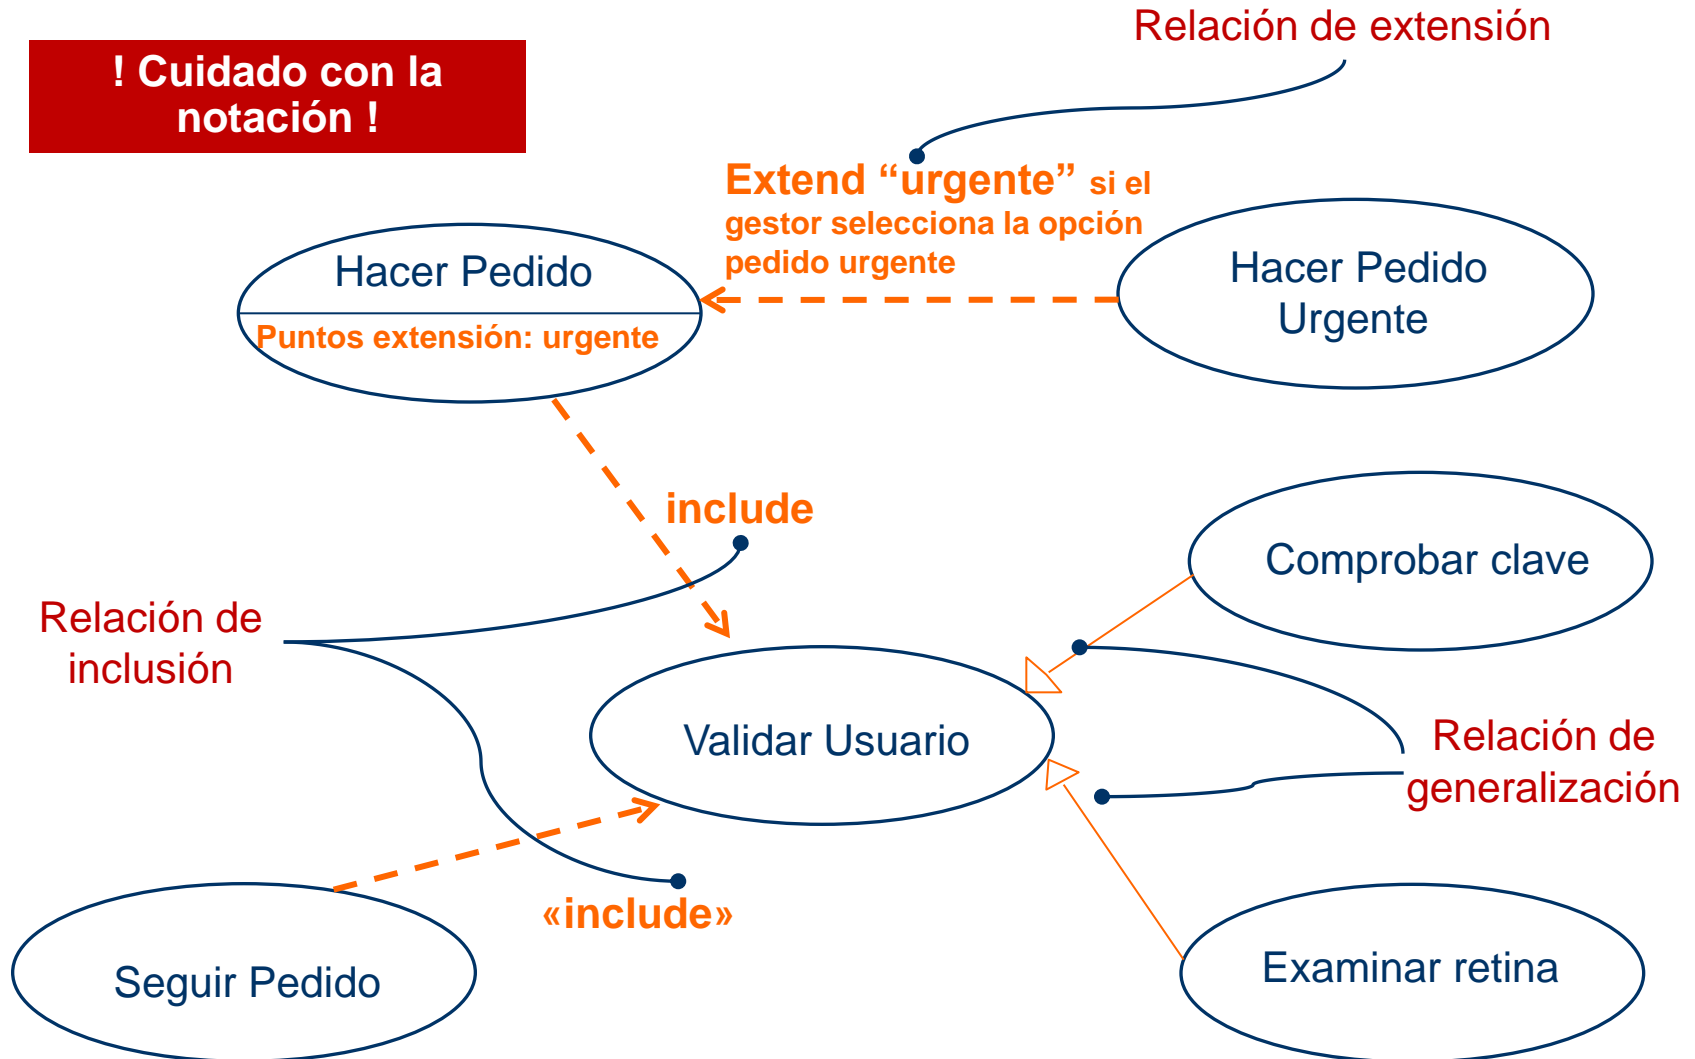 Relación de extensión
! Cuidado con la
notación !
Extend “urgente” si el
gestor selecciona la opción
pedido urgente
Hacer Pedido
Puntos extensión: urgente
Hacer Pedido
Urgente
include
Comprobar clave
Relación de
inclusión
Validar Usuario
Relación de
generalización
«include»
Seguir Pedido
Examinar retina